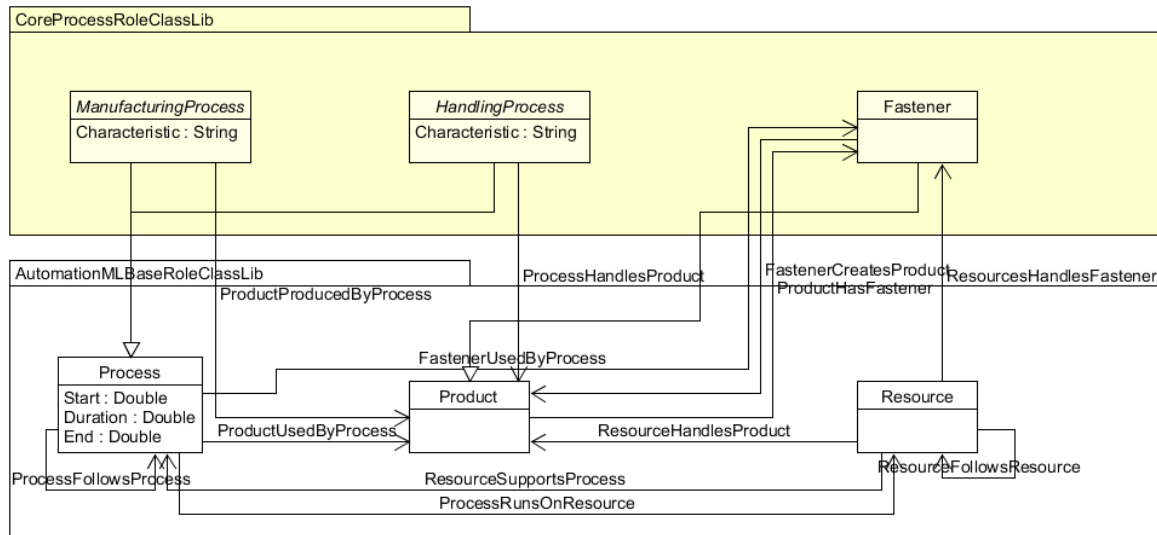 CoreProcessRoleClassLib
ManufacturingProcess
Characteristic : String
HandlingProcess
Characteristic : String
Fastener
AutomationMLBaseRoleClassLib
ProductProducedByProcess
ProcessHandlesProduct
FastenerCreatesProduct
ProductHasFastener
ResourcesHandlesFastener
FastenerUsedByProcess
Process
Start : Double
Duration : Double
End : Double
Product
Resource
ProductUsedByProcess
ResourceHandlesProduct
ProcessFollowsProcess
ResourceSupportsProcess
ResourceFollowsResource
ProcessRunsOnResource